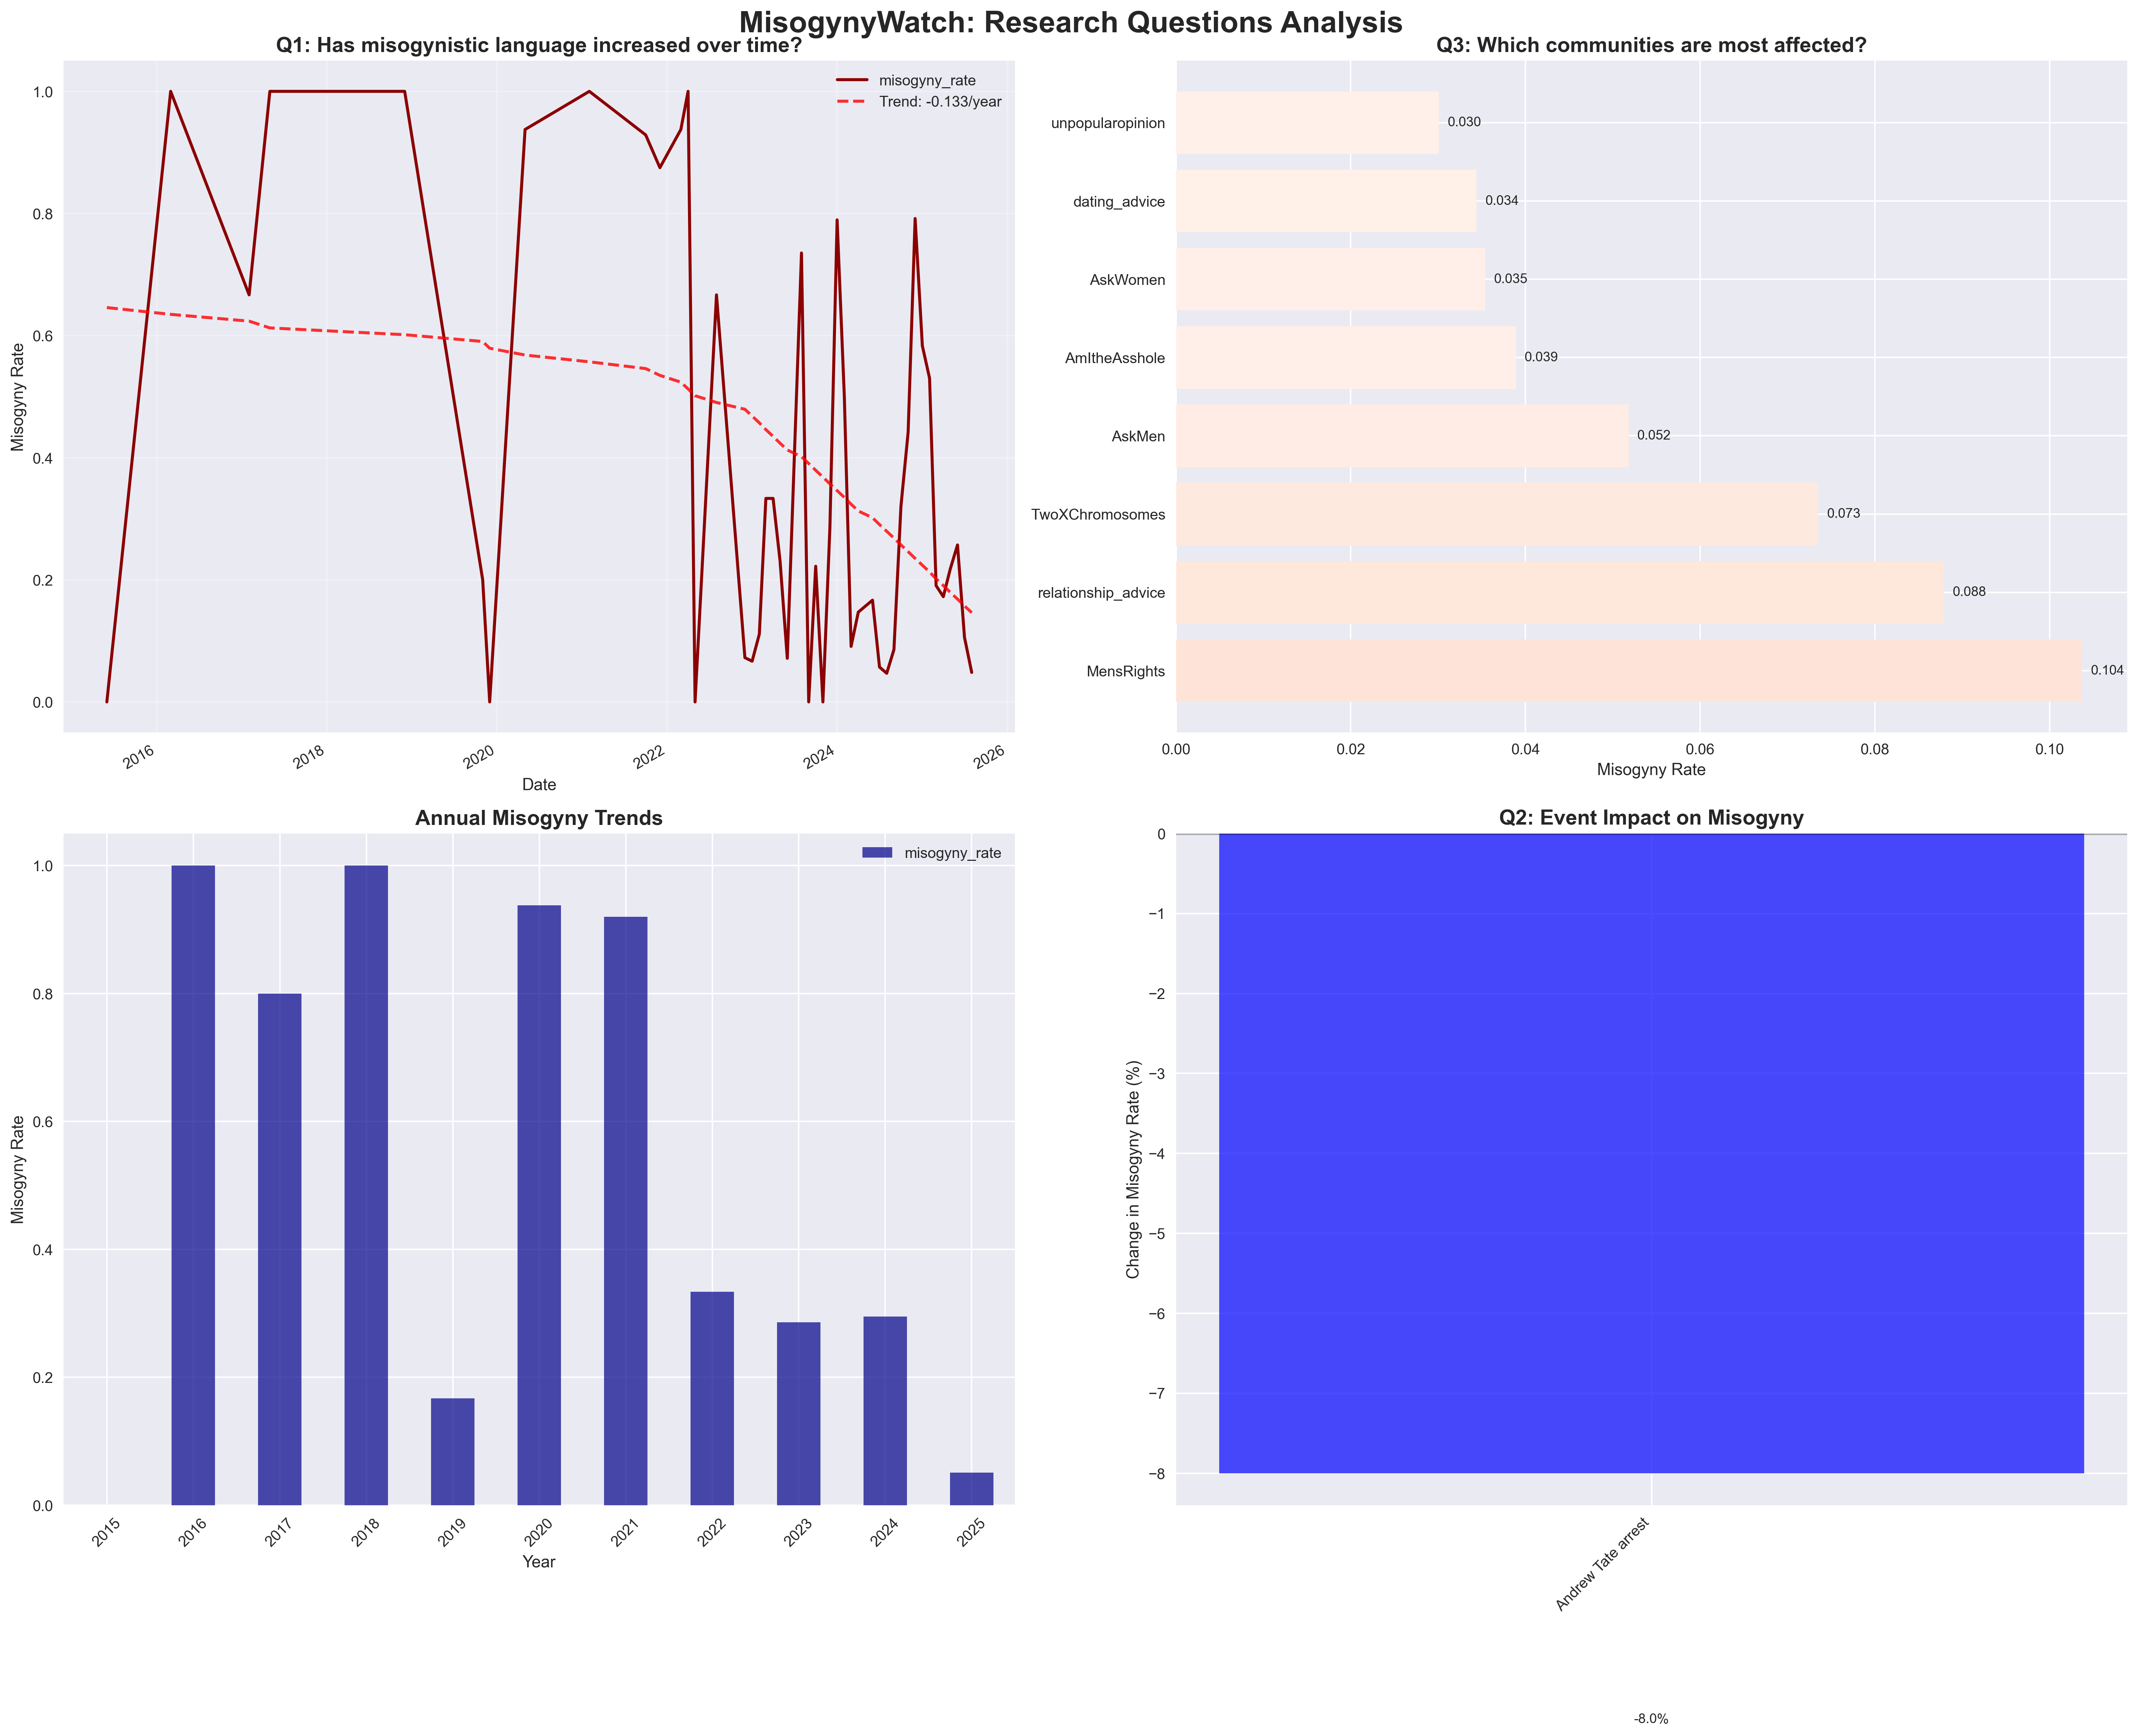 MisogynyWatch: Research Questions Analysis
Q1: Has misogynistic language increased over time?
misogyny_rate
Trend: -0.133/year
Misogyny Rate
1.0
0.8
0.6
0.4
0.2
0.0
2016
2018
2020
2022
2024
2026
Date
Q3: Which communities are most affected?
unpopularopinion
0.030
dating_advice
0.034
AskWomen
0.035
AmItheAsshole
0.039
AskMen
0.052
TwoXChromosomes
0.073
relationship_advice
0.088
MensRights
0.104
0.00
0.02
0.04
0.06
0.08
0.10
Misogyny Rate
Annual Misogyny Trends
misogyny_rate
Misogyny Rate
1.0
0.8
0.6
0.4
0.2
0.0
2015
2016
2017
2018
2019
2020
2021
2022
2023
2024
2025
Year
Q2: Event Impact on Misogyny
Change in Misogyny Rate (%)
0
−1
−2
−3
−4
−5
−6
−7
−8
Andrew Tate arrest
-8.0%